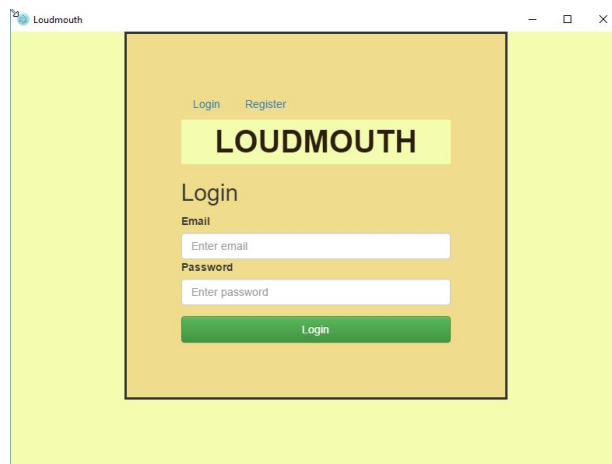 Loudmouth
Login Register
LOUDMOUTH
Login
Email
Enter email
Password
Enter password
Login